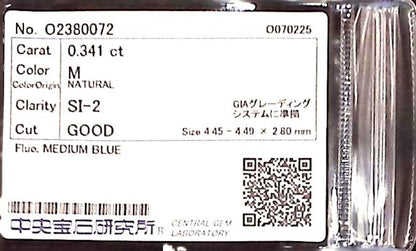 No. O2380072 O070225
Carat 0.341 ct
Color M
ColorOrigin NATURAL
Clarity SI-2 GIAグレーディング
システムに準拠
Cut GOOD Size 4.45 - 4.49 × 2.80 mm
Fluo. MEDIUM BLUE
中央宝石研究所® CENTRAL GEM
LABORATORY